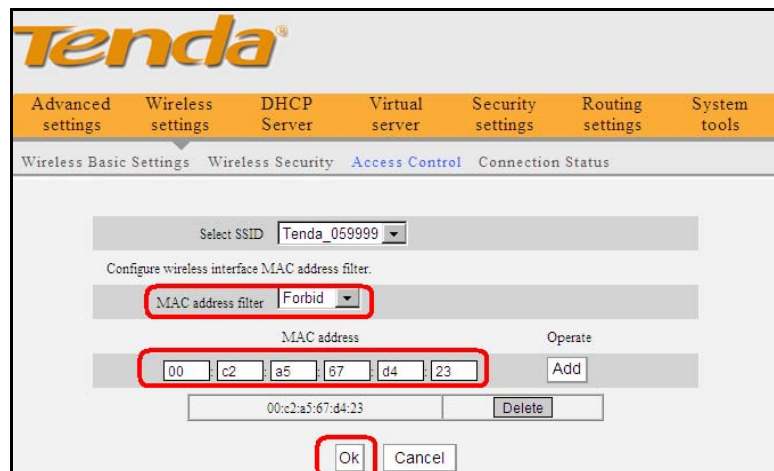 Tenda®
Advanced settings Wireless settings DHCP Server Virtual server Security settings Routing settings System tools
Wireless Basic Settings Wireless Security Access Control Connection Status
Select SSID Tenda_059999
Configure wireless interface MAC address filter.
MAC address filter Forbid
MAC address Operate
00 : c2 : a5 : 67 : d4 : 23 Add
00:c2:a5:67:d4:23 Delete
Ok Cancel